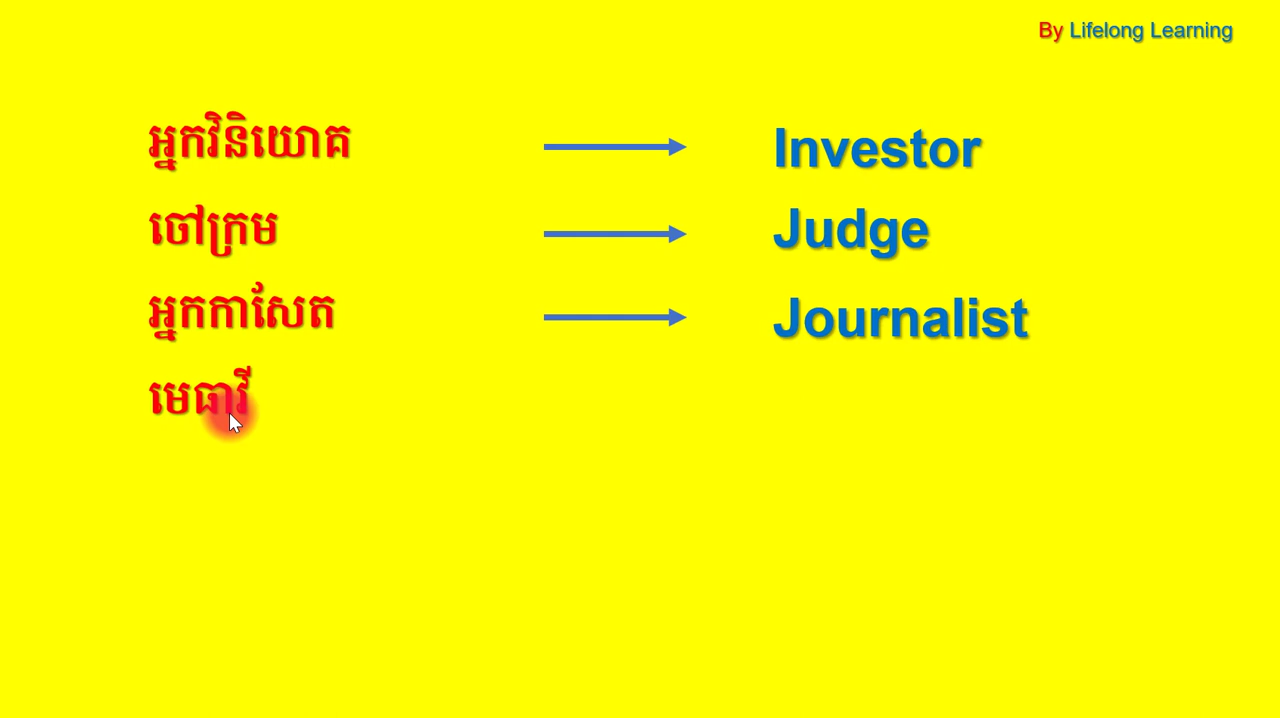 By Lifelong Learning
អ្នកវិនិយោគ Investor
ចៅក្រម Judge
អ្នកកាសែត Journalist
មេធាវី